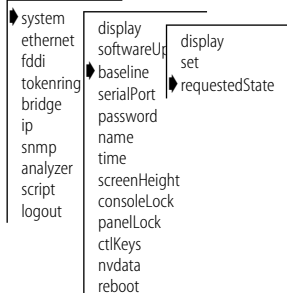 system
ethernet
fddi
tokenring
bridge
ip
snmp
analyzer
script
logout
display
softwareUp
baseline
serialPort
password
name
time
screenHeight
consoleLock
panelLock
ctlKeys
nvdata
reboot
display
set
requestedState